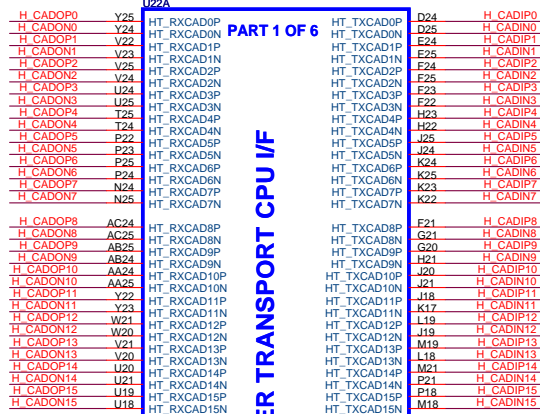 U22A
PART 1 OF 6
H_CADOP0 Y25 HT_RXCAD0P HT_TXCAD0P D24 H_CADIP0
H_CADON0 Y24 HT_RXCAD0N HT_TXCAD0N D25 H_CADIN0
H_CADOP1 V22 HT_RXCAD1P HT_TXCAD1P E24 H_CADIP1
H_CADON1 V23 HT_RXCAD1N HT_TXCAD1N E25 H_CADIN1
H_CADOP2 V25 HT_RXCAD2P HT_TXCAD2P F24 H_CADIP2
H_CADON2 V24 HT_RXCAD2N HT_TXCAD2N F25 H_CADIN2
H_CADOP3 U24 HT_RXCAD3P HT_TXCAD3P F23 H_CADIP3
H_CADON3 U25 HT_RXCAD3N HT_TXCAD3N F22 H_CADIN3
H_CADOP4 T25 HT_RXCAD4P HT_TXCAD4P H23 H_CADIP4
H_CADON4 T24 HT_RXCAD4N HT_TXCAD4N H22 H_CADIN4
H_CADOP5 P22 HT_RXCAD5P HT_TXCAD5P J25 H_CADIP5
H_CADON5 P23 HT_RXCAD5N HT_TXCAD5N J24 H_CADIN5
H_CADOP6 P25 HT_RXCAD6P HT_TXCAD6P K24 H_CADIP6
H_CADON6 P24 HT_RXCAD6N HT_TXCAD6N K25 H_CADIN6
H_CADOP7 N24 HT_RXCAD7P HT_TXCAD7P K23 H_CADIP7
H_CADON7 N25 HT_RXCAD7N HT_TXCAD7N K22 H_CADIN7
H_CADOP8 AC24 HT_RXCAD8P HT_TXCAD8P F21 H_CADIP8
H_CADON8 AC25 HT_RXCAD8N HT_TXCAD8N G21 H_CADIN8
H_CADOP9 AB25 HT_RXCAD9P HT_TXCAD9P G20 H_CADIP9
H_CADON9 AB24 HT_RXCAD9N HT_TXCAD9N H21 H_CADIN9
H_CADOP10 AA24 HT_RXCAD10P HT_TXCAD10P J20 H_CADIP10
H_CADON10 AA25 HT_RXCAD10N HT_TXCAD10N J21 H_CADIN10
H_CADOP11 Y22 HT_RXCAD11P HT_TXCAD11P J18 H_CADIP11
H_CADON11 Y23 HT_RXCAD11N HT_TXCAD11N K17 H_CADIN11
H_CADOP12 W21 HT_RXCAD12P HT_TXCAD12P L19 H_CADIP12
H_CADON12 W20 HT_RXCAD12N HT_TXCAD12N J19 H_CADIN12
H_CADOP13 V21 HT_RXCAD13P HT_TXCAD13P M19 H_CADIP13
H_CADON13 V20 HT_RXCAD13N HT_TXCAD13N L18 H_CADIN13
H_CADOP14 U20 HT_RXCAD14P HT_TXCAD14P M21 H_CADIP14
H_CADON14 U21 HT_RXCAD14N HT_TXCAD14N P21 H_CADIN14
H_CADOP15 U19 HT_RXCAD15P HT_TXCAD15P P18 H_CADIP15
H_CADON15 U18 HT_RXCAD15N HT_TXCAD15N M18 H_CADIN15
ER TRANSPORT CPU I/F